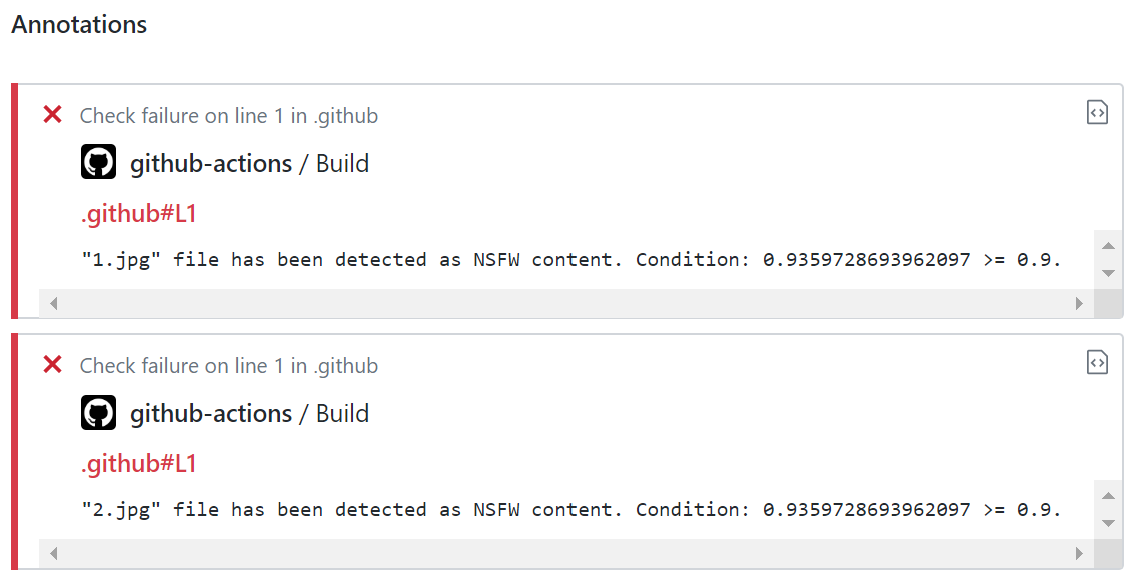 Annotations
Check failure on line 1 in .github
github-actions / Build
.github#L1
"1.jpg" file has been detected as NSFW content. Condition: 0.9359728693962097 >= 0.9.
Check failure on line 1 in .github
github-actions / Build
.github#L1
"2.jpg" file has been detected as NSFW content. Condition: 0.9359728693962097 >= 0.9.